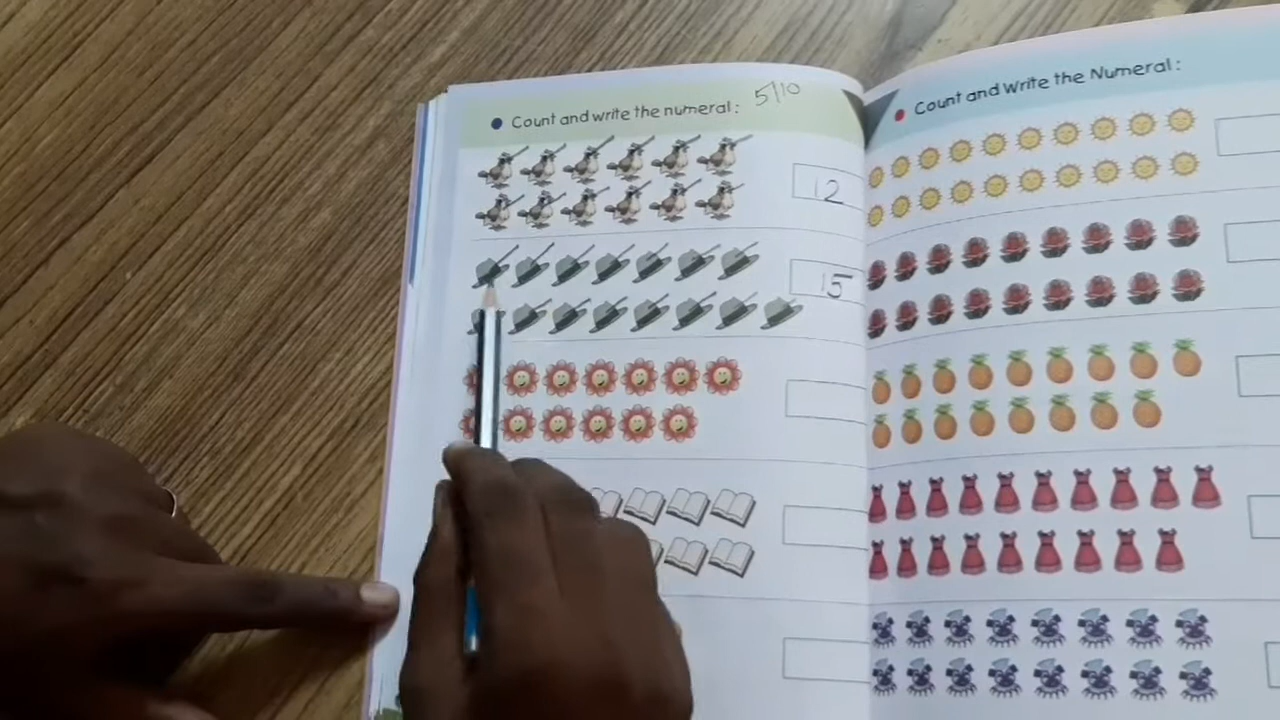 Count and write the numeral : 5/10
12
15
Count and Write the Numeral :